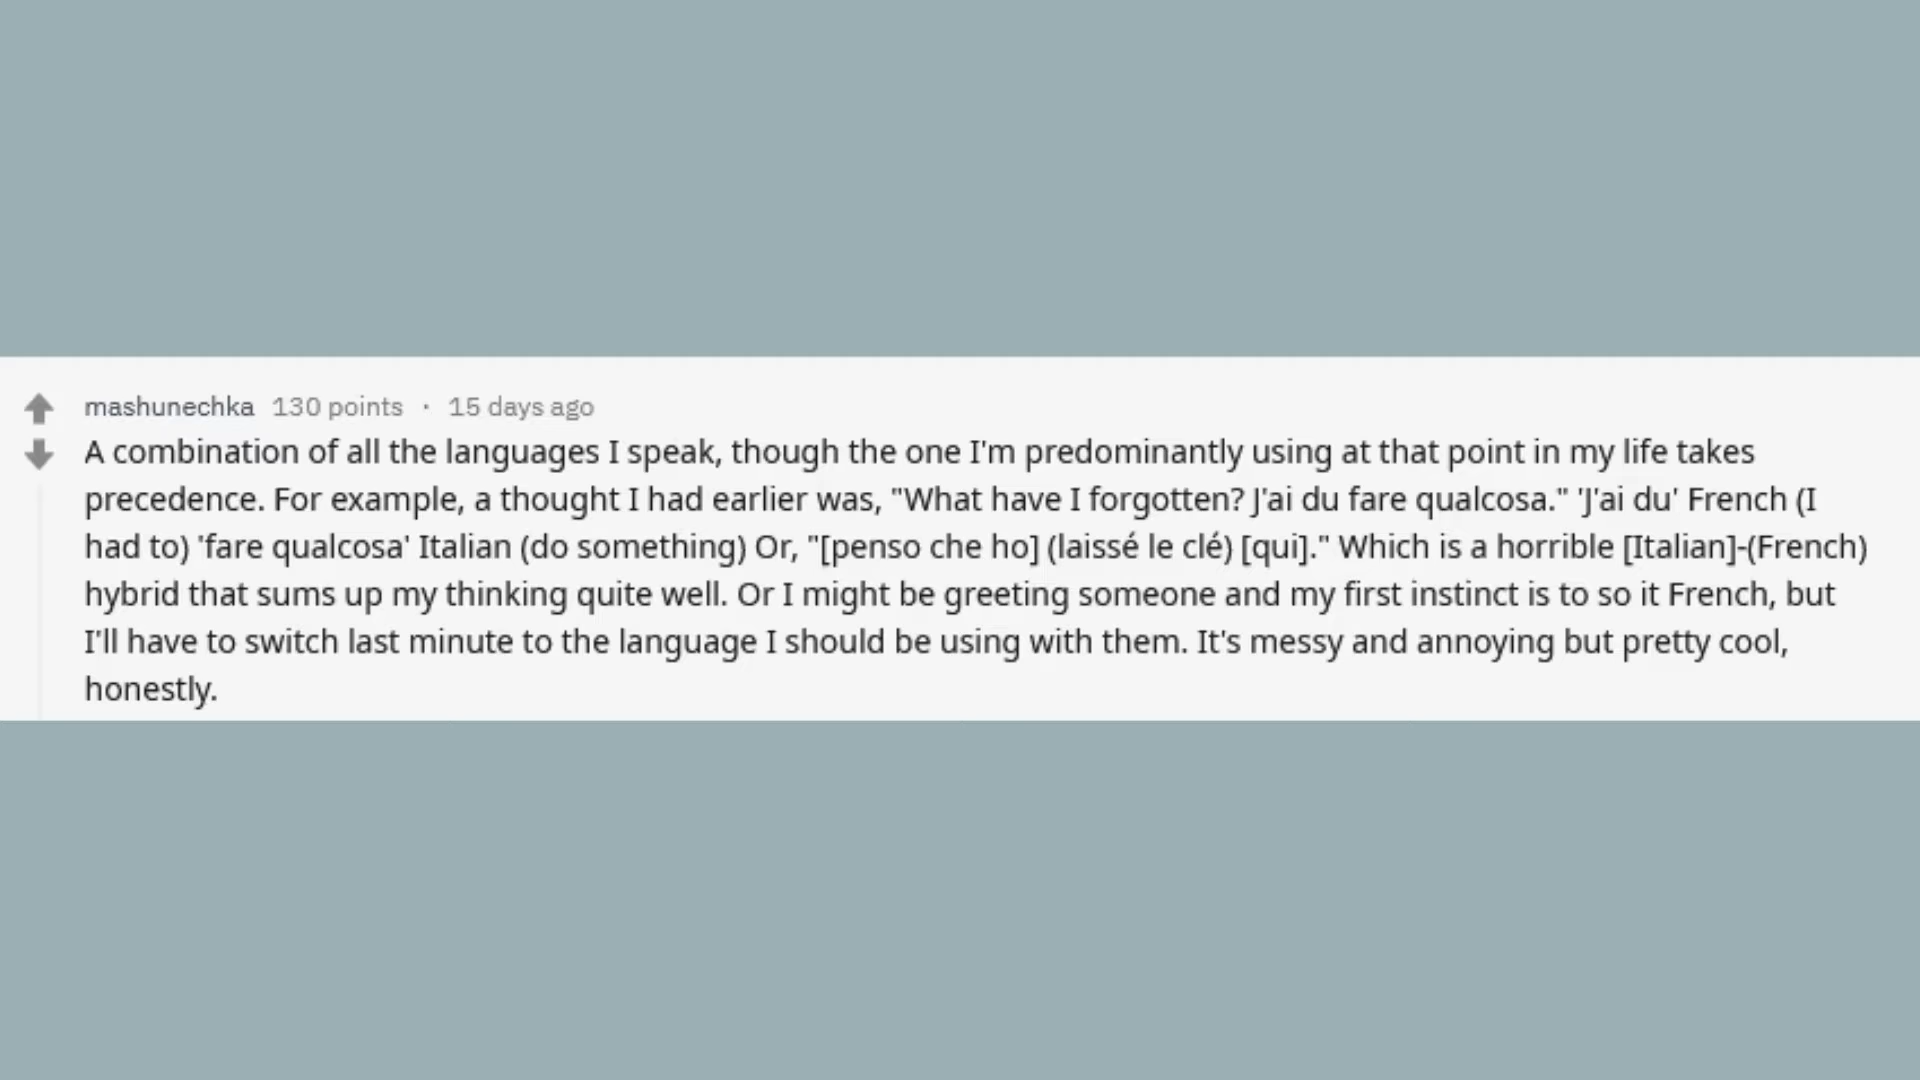 mashunechka 130 points · 15 days ago
A combination of all the languages I speak, though the one I'm predominantly using at that point in my life takes
precedence. For example, a thought I had earlier was, "What have I forgotten? J'ai du fare qualcosa." 'J'ai du' French (I
had to) 'fare qualcosa' Italian (do something) Or, "[penso che ho] (laissé le clé) [qui]." Which is a horrible [Italian]-(French)
hybrid that sums up my thinking quite well. Or I might be greeting someone and my first instinct is to so it French, but
I'll have to switch last minute to the language I should be using with them. It's messy and annoying but pretty cool,
honestly.